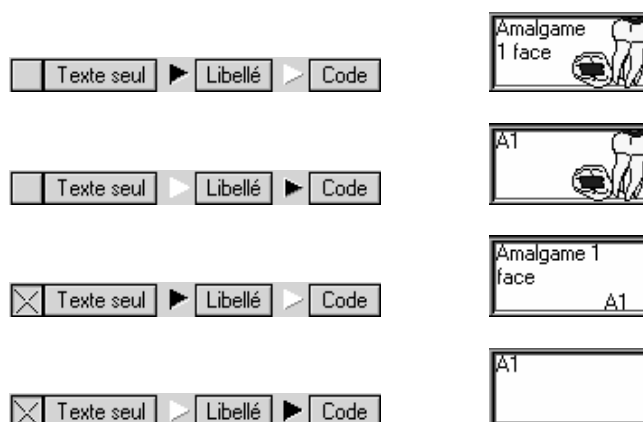 Texte seul Libellé Code
Amalgame
1 face
Texte seul Libellé Code
A1
Texte seul Libellé Code
Amalgame 1
face
A1
Texte seul Libellé Code
A1